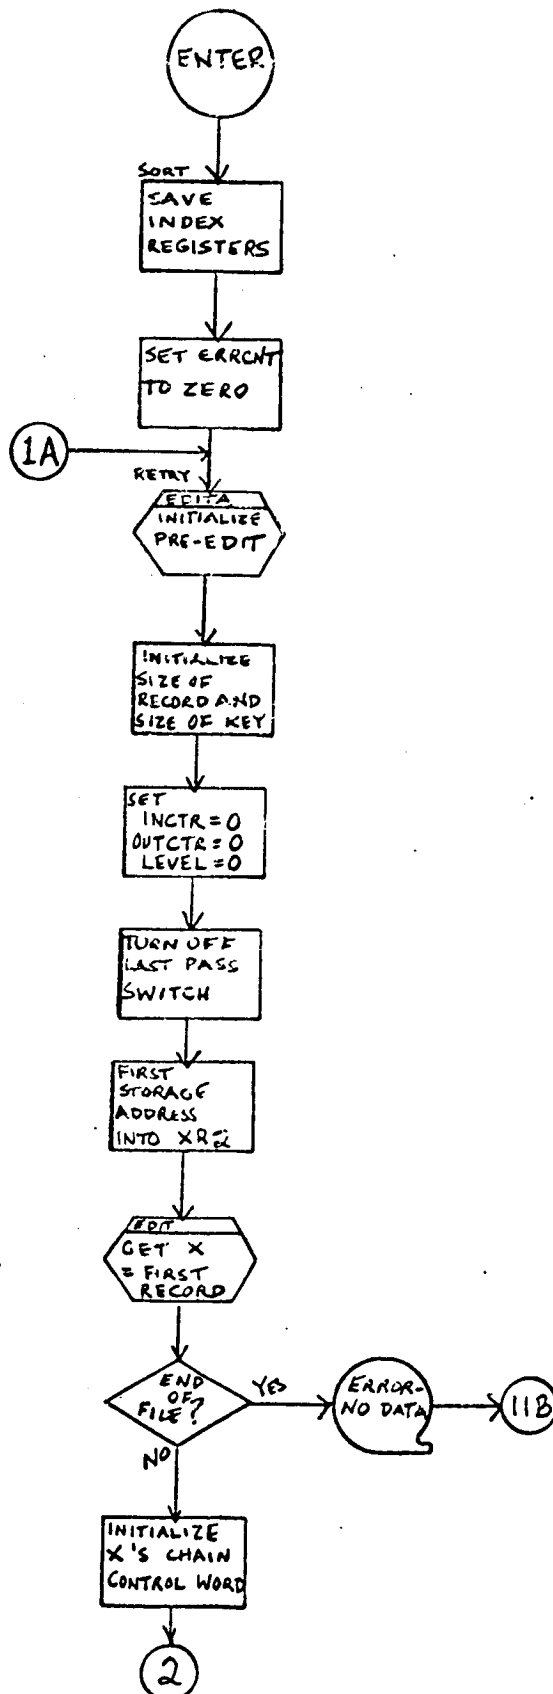 ENTER
SORT
SAVE
INDEX
REGISTERS
SET ERRCNT
TO ZERO
1A
RETRY
EDITA
INITIALIZE
PRE-EDIT
INITIALIZE
SIZE OF
RECORD AND
SIZE OF KEY
SET
INCTR=0
OUTCTR=0
LEVEL=0
TURN OFF
LAST PASS
SWITCH
FIRST
STORAGE
ADDRESS
INTO XR2
EDIT
GET X
= FIRST
RECORD
END
OF
FILE?
YES
ERROR-
NO DATA
11B
NO
INITIALIZE
X'S CHAIN
CONTROL WORD
2